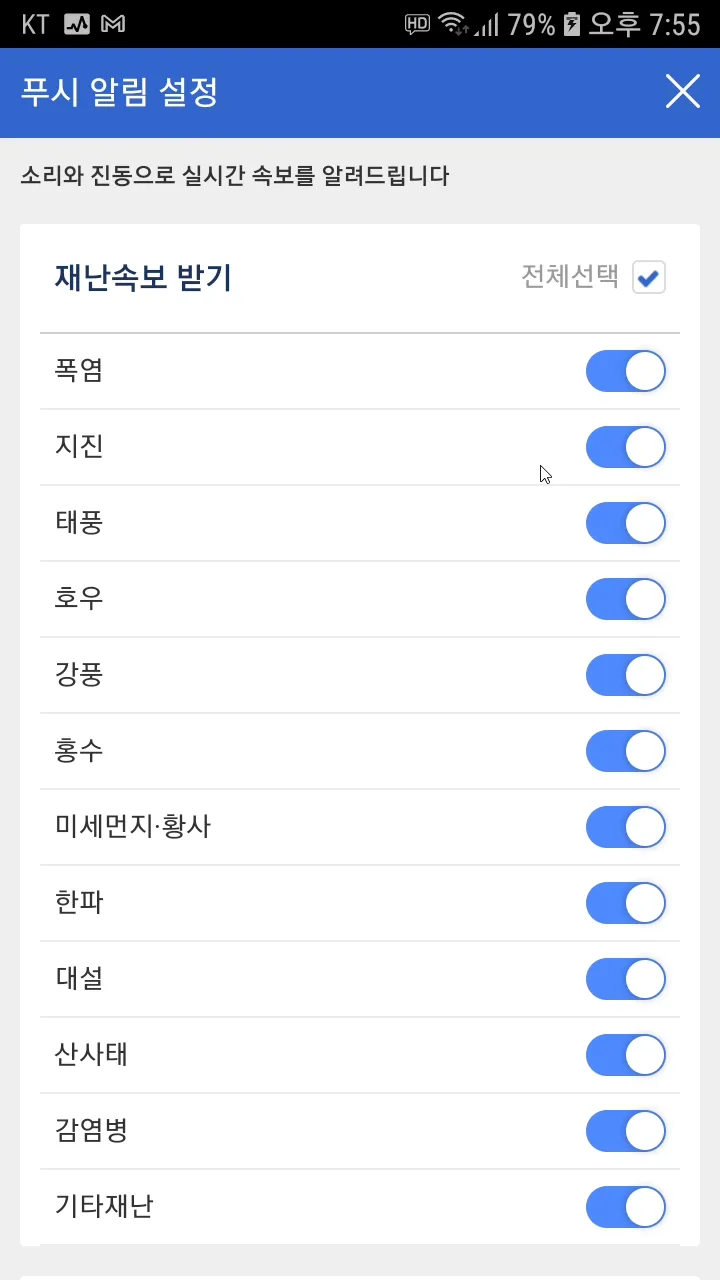 KT HD 79% 오후 7:55
푸시 알림 설정
소리와 진동으로 실시간 속보를 알려드립니다
재난속보 받기 전체선택
폭염
지진
태풍
호우
강풍
홍수
미세먼지·황사
한파
대설
산사태
감염병
기타재난